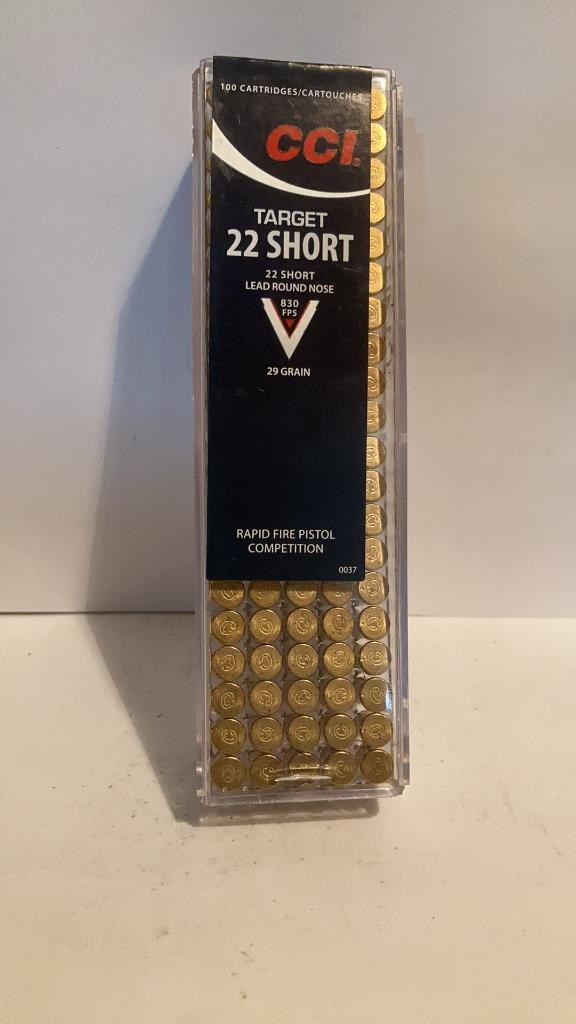 100 CARTRIDGES/CARTOUCHES
CCI®
TARGET
22 SHORT
22 SHORT
LEAD ROUND NOSE
830
FPS
29 GRAIN
RAPID FIRE PISTOL
COMPETITION
0037